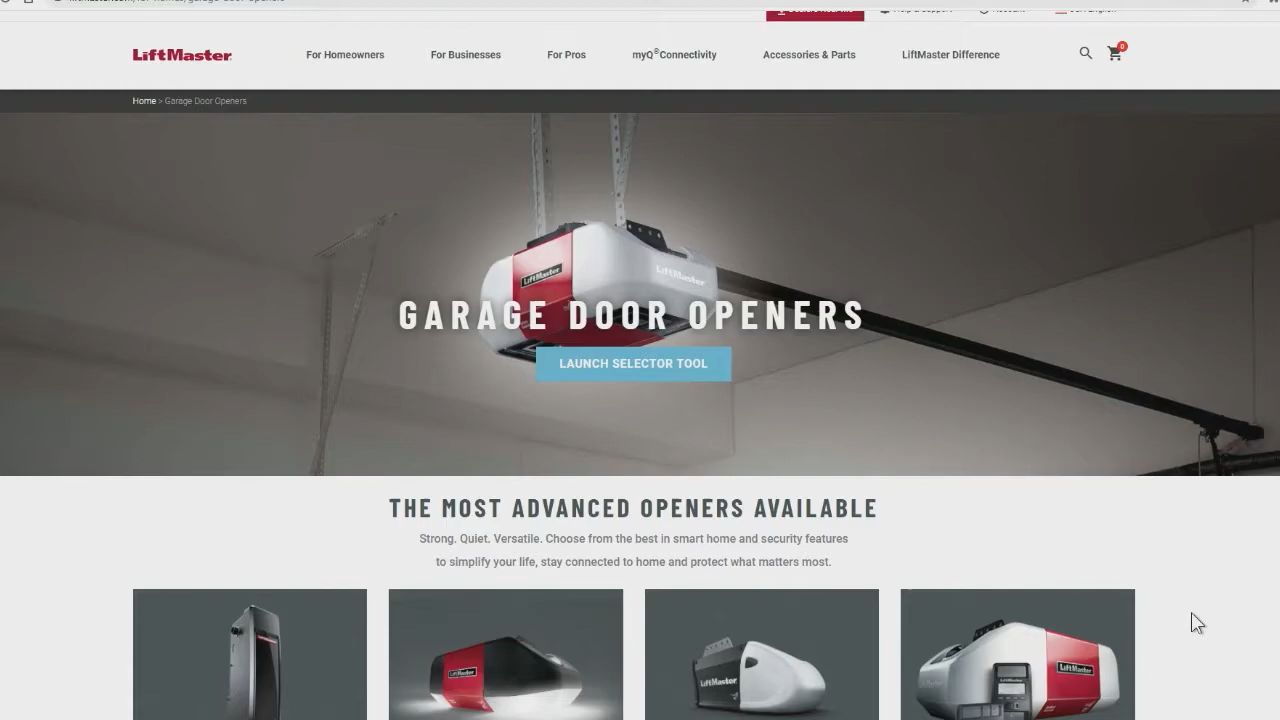 LiftMaster
For Homeowners
For Businesses
For Pros
myQ®Connectivity
Accessories & Parts
LiftMaster Difference
0
Home > Garage Door Openers
LiftMaster
LiftMaster
GARAGE DOOR OPENERS
LAUNCH SELECTOR TOOL
THE MOST ADVANCED OPENERS AVAILABLE
Strong. Quiet. Versatile. Choose from the best in smart home and security features
to simplify your life, stay connected to home and protect what matters most.
LiftMaster
LiftMaster
LiftMaster